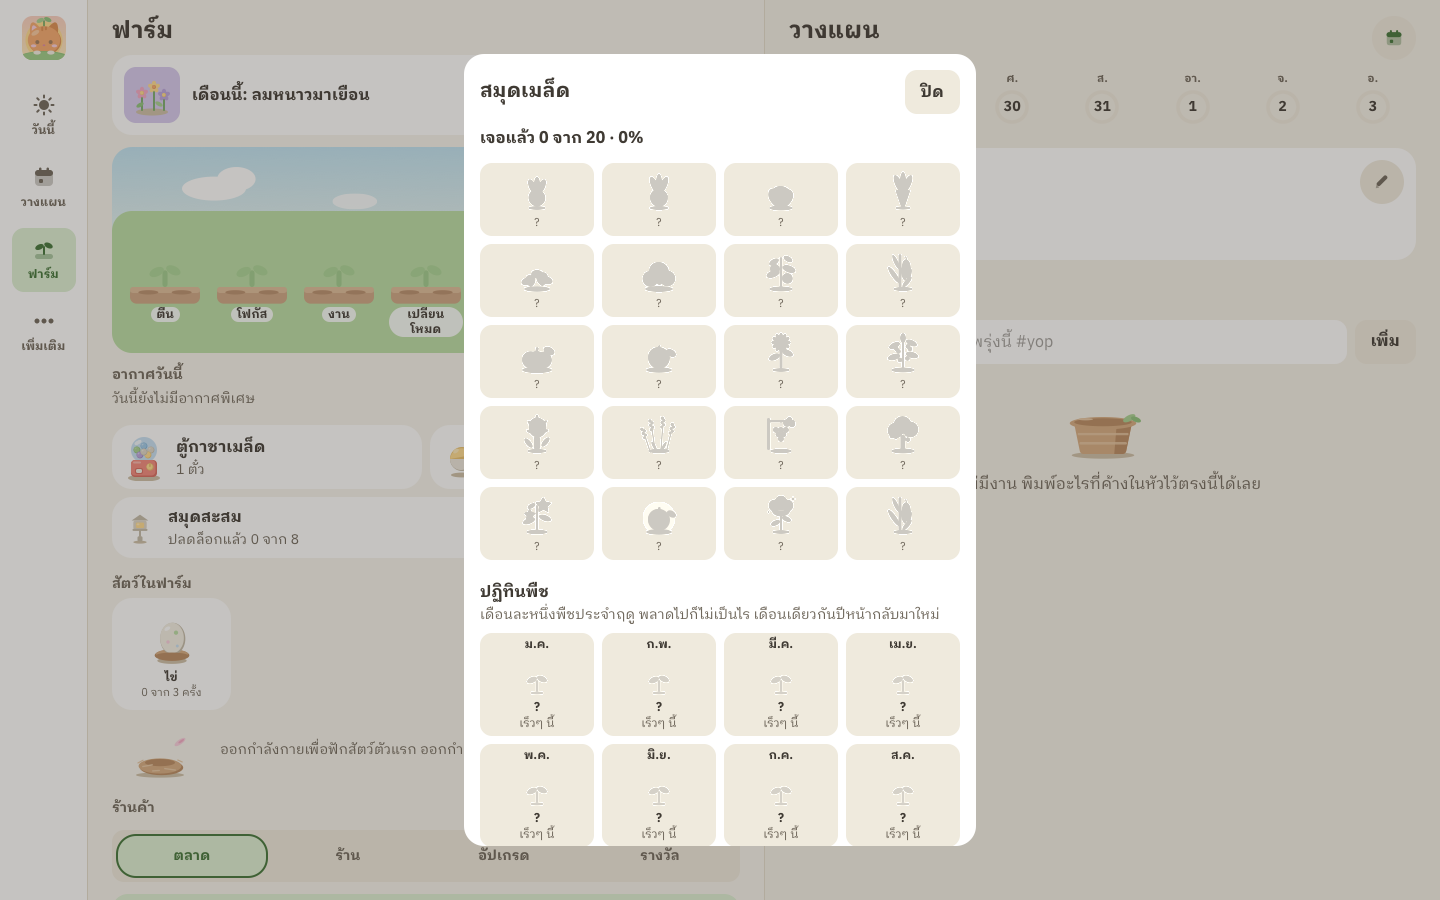 วันนี้
วางแผน
ฟาร์ม
เพิ่มเติม
ฟาร์ม
เดือนนี้: ลมหนาวมาเยือน
ตื่น
โฟกัส
งาน
เปลี่ยน
โหมด
อากาศวันนี้
วันนี้ยังไม่มีอากาศพิเศษ
ตู้กาชาเมล็ด
1 ตั๋ว
สมุดสะสม
ปลดล็อกแล้ว 0 จาก 8
สัตว์ในฟาร์ม
ไข่
0 จาก 3 ครั้ง
ออกกำลังกายเพื่อฟักสัตว์ตัวแรก ออกกำ
ร้านค้า
ตลาด
ร้าน
อัปเกรด
รางวัล
สมุดเมล็ด
ปิด
เจอแล้ว 0 จาก 20 · 0%
? ? ? ?
? ? ? ?
? ? ? ?
? ? ? ?
? ? ? ?
ปฏิทินพืช
เดือนละหนึ่งพืชประจำฤดู พลาดไปก็ไม่เป็นไร เดือนเดียวกันปีหน้ากลับมาใหม่
ม.ค. ก.พ. มี.ค. เม.ย.
? ? ? ?
เร็วๆ นี้ เร็วๆ นี้ เร็วๆ นี้ เร็วๆ นี้
พ.ค. มิ.ย. ก.ค. ส.ค.
? ? ? ?
เร็วๆ นี้ เร็วๆ นี้ เร็วๆ นี้ เร็วๆ นี้
วางแผน
ศ. ส. อา. จ. อ.
30 31 1 2 3
พรุ่งนี้ #yop
เพิ่ม
มีงาน พิมพ์อะไรที่ค้างในหัวไว้ตรงนี้ได้เลย